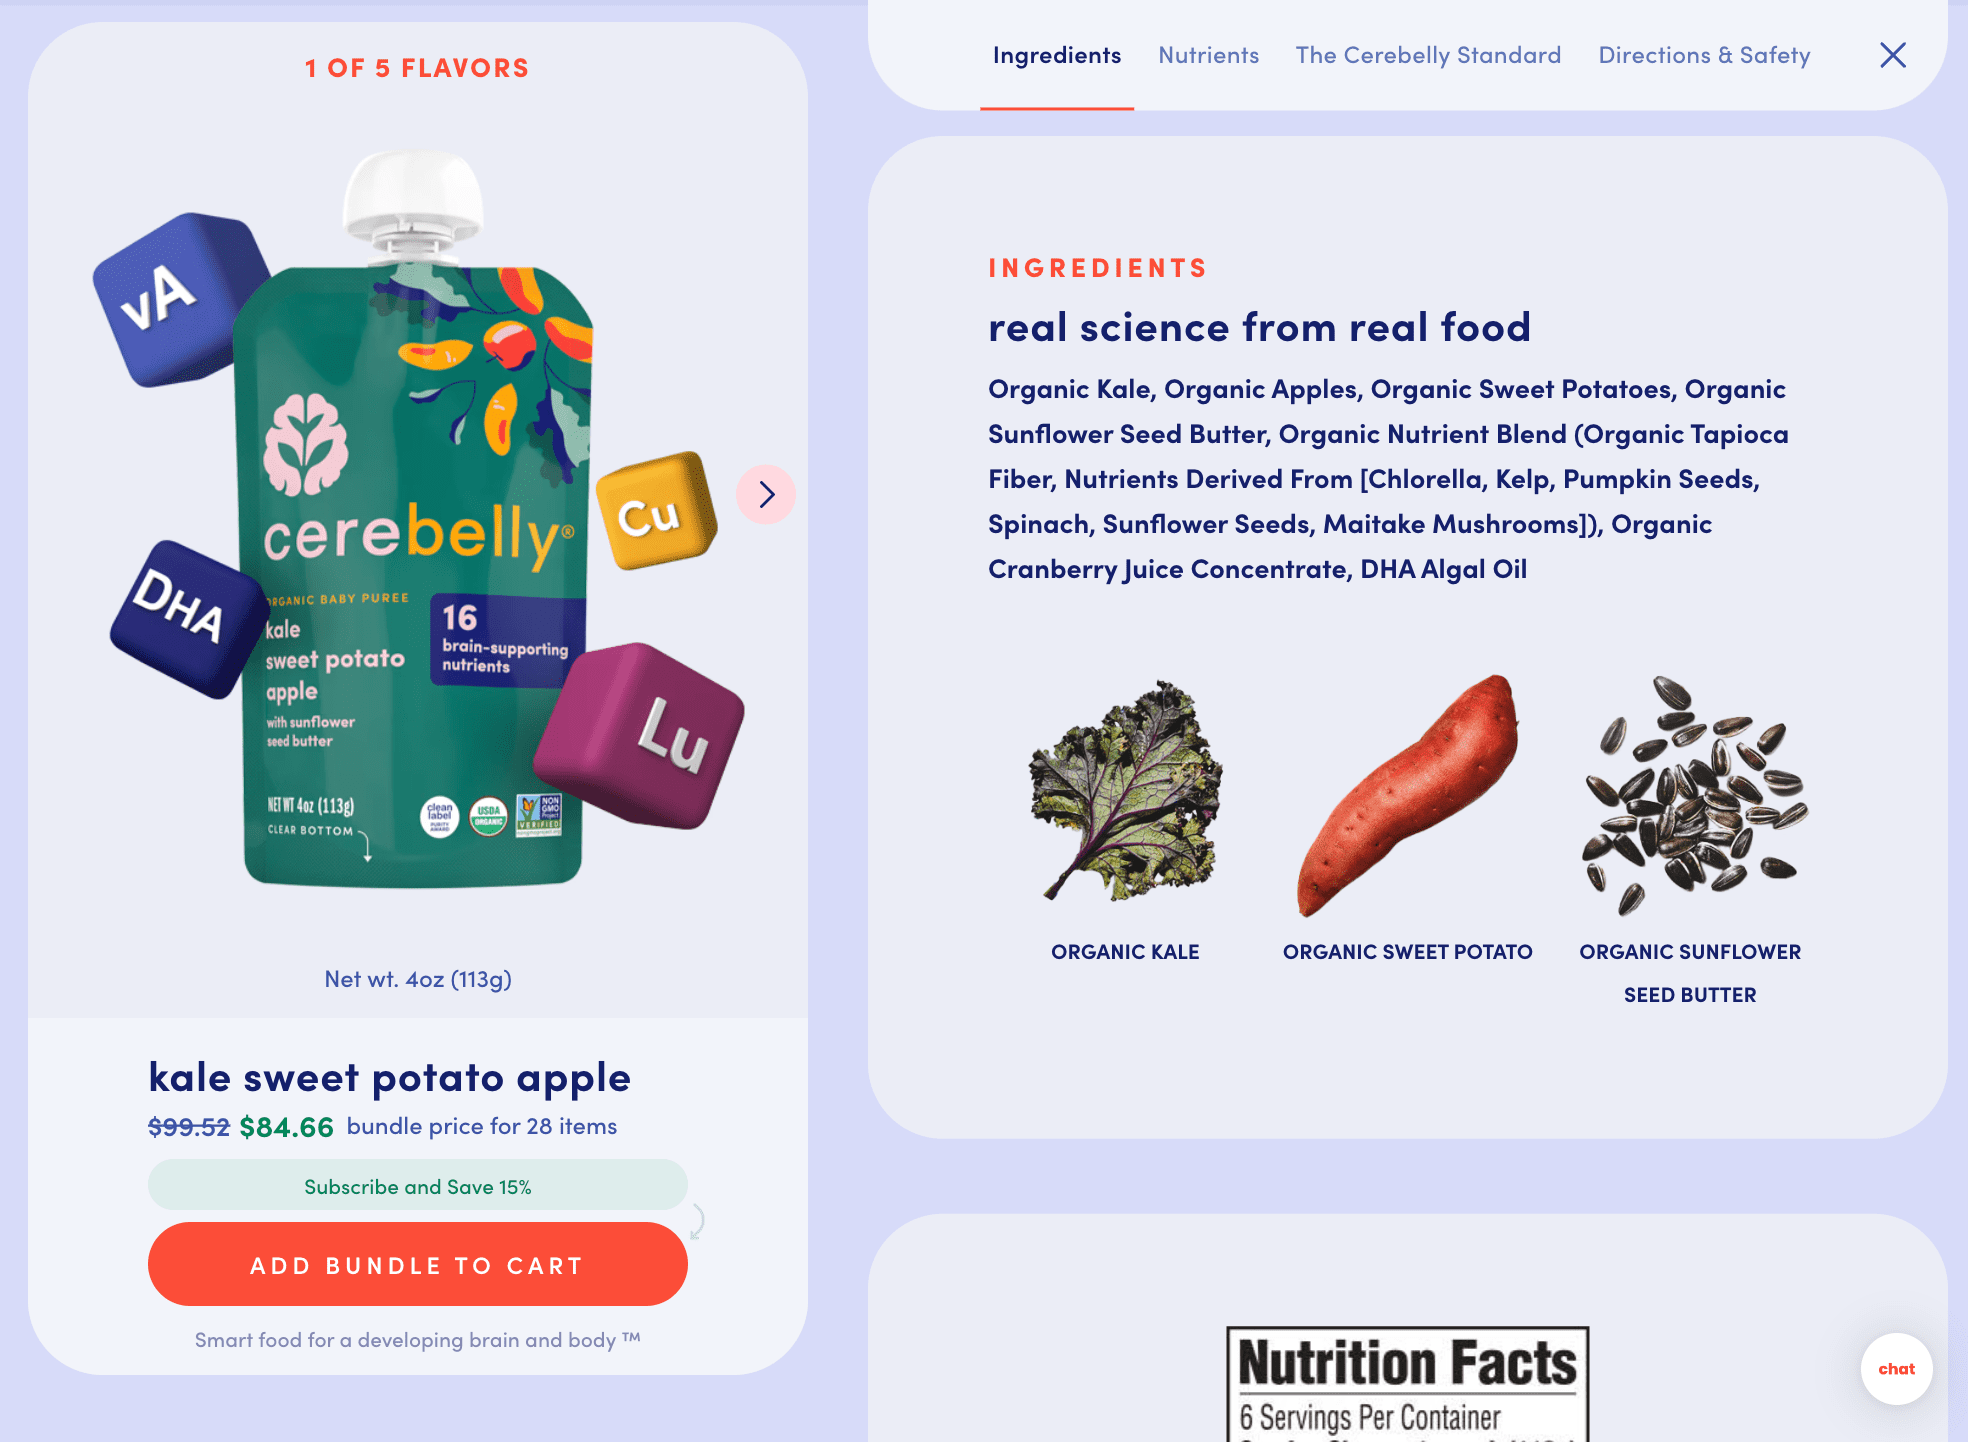 1 OF 5 FLAVORS
vA
cerebelly®
Cu
DHA
ORGANIC BABY PUREE
kale
sweet potato
apple
with sunflower
seed butter
16
brain-supporting
nutrients
Lu
NET WT 4oz (113g)
CLEAR BOTTOM
clean
label
PURITY
AWARD
USDA
ORGANIC
NON
GMO
Project
VERIFIED
Net wt. 4oz (113g)
kale sweet potato apple
$99.52 $84.66 bundle price for 28 items
Subscribe and Save 15%
ADD BUNDLE TO CART
Smart food for a developing brain and body ™
Ingredients Nutrients The Cerebelly Standard Directions & Safety
INGREDIENTS
real science from real food
Organic Kale, Organic Apples, Organic Sweet Potatoes, Organic
Sunflower Seed Butter, Organic Nutrient Blend (Organic Tapioca
Fiber, Nutrients Derived From [Chlorella, Kelp, Pumpkin Seeds,
Spinach, Sunflower Seeds, Maitake Mushrooms]), Organic
Cranberry Juice Concentrate, DHA Algal Oil
ORGANIC KALE
ORGANIC SWEET POTATO
ORGANIC SUNFLOWER
SEED BUTTER
Nutrition Facts
6 Servings Per Container
chat